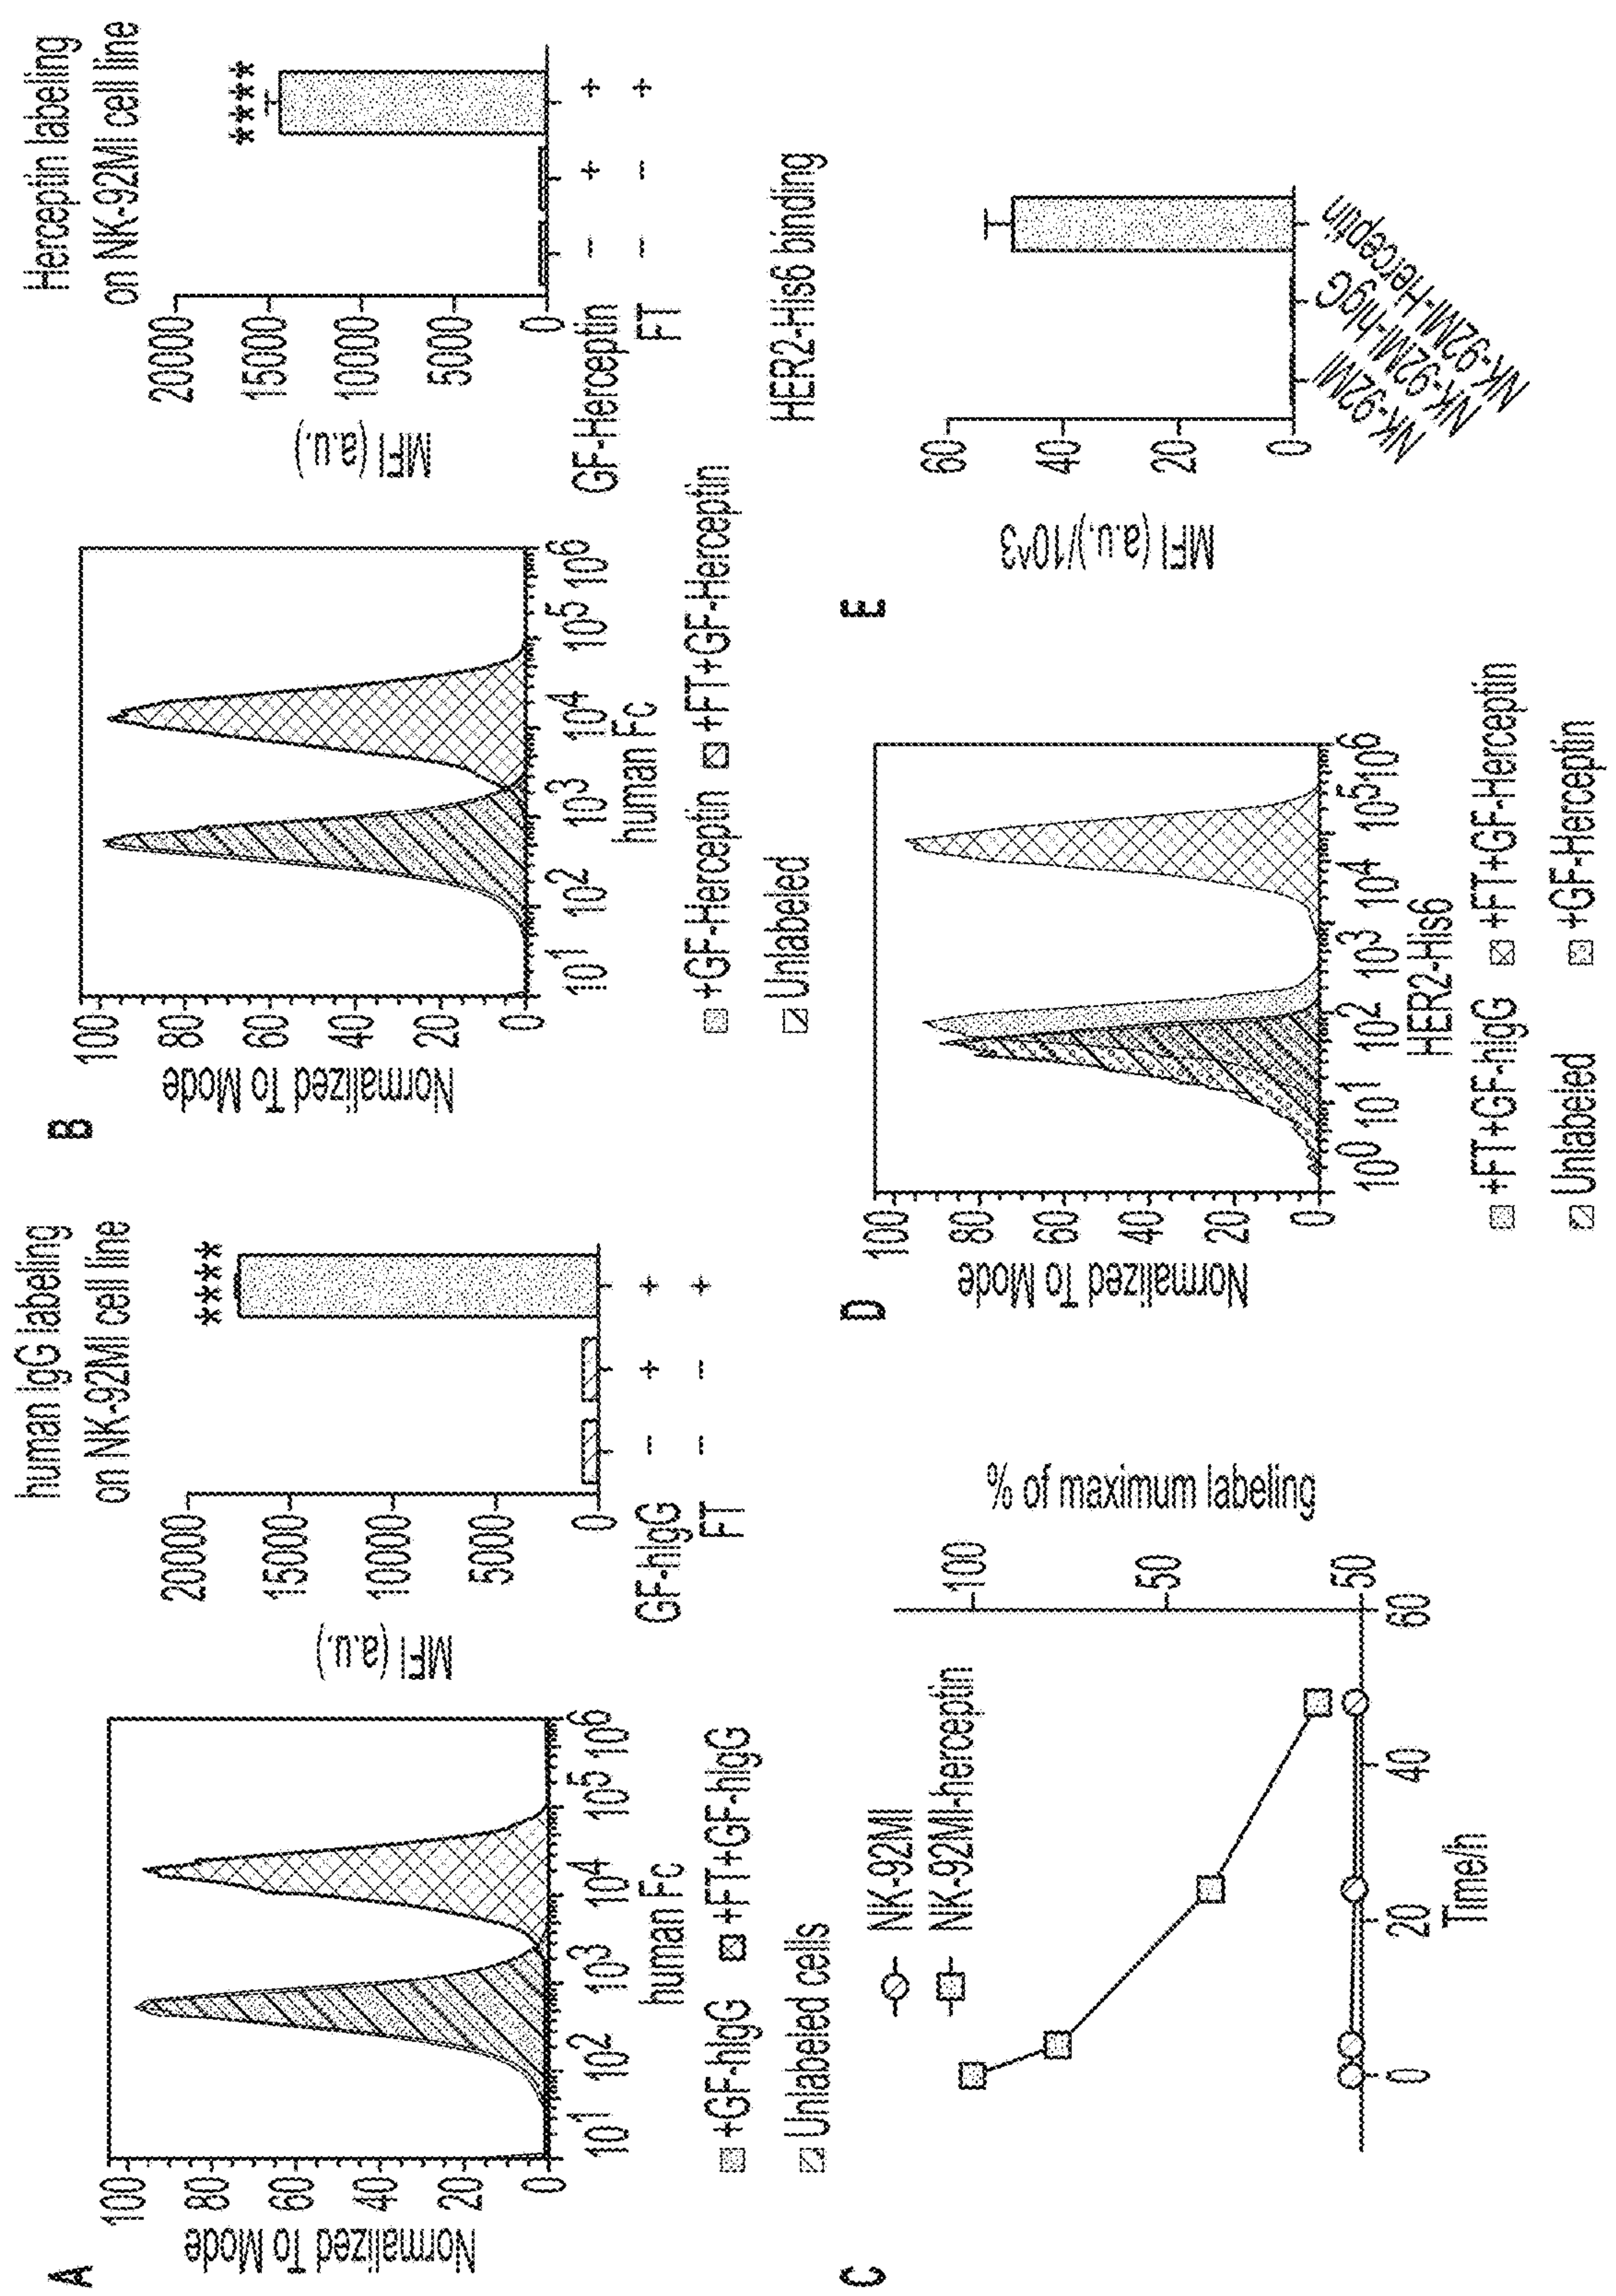 A
Normalized To Mode
100
80
60
40
20
0
10^1 10^2 10^3 10^4 10^5 10^6
human Fc
+GF-hIgG +FT+GF-hIgG
Unlabeled cells
human IgG labeling
on NK-92MI cell line
MFI (a.u.)
20000
15000
10000
5000
0
****
GF-hIgG - + +
FT - - +
B
Normalized To Mode
100
80
60
40
20
0
10^1 10^2 10^3 10^4 10^5 10^6
human Fc
+GF-Herceptin +FT+GF-Herceptin
Unlabeled
Herceptin labeling
on NK-92MI cell line
MFI (a.u.)
20000
15000
10000
5000
0
****
GF-Herceptin - + +
FT - - +
C
NK-92MI
NK-92MI-herceptin
% of maximum labeling
100
50
50
0 20 40 60
Time/h
D
Normalized To Mode
100
80
60
40
20
0
10^0 10^1 10^2 10^3 10^4 10^5 10^6
HER2-His6
+FT+GF-hIgG +FT+GF-Herceptin
Unlabeled +GF-Herceptin
E
HER2-His6 binding
MFI (a.u.)/10^3
60
40
20
0
NK-92MI
NK-92MI-hIgG
NK-92MI-Herceptin